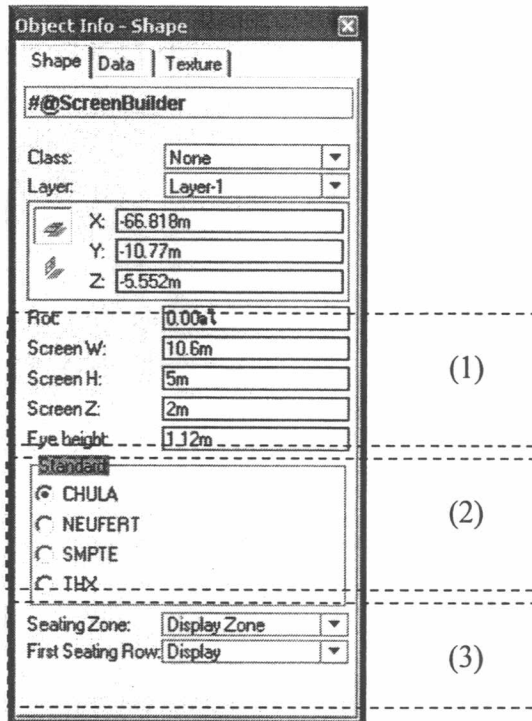 Object Info - Shape
Shape Data Texture
#@ScreenBuilder
Class: None
Layer: Layer-1
X: -66.818m
Y: -10.77m
Z: -5.552m
Rot: 0.00
Screen W: 10.6m
Screen H: 5m
Screen Z: 2m
Eye height: 1.12m
(1)
Standard
CHULA
NEUFERT
SMPTE
THX
(2)
Seating Zone: Display Zone
First Seating Row: Display
(3)